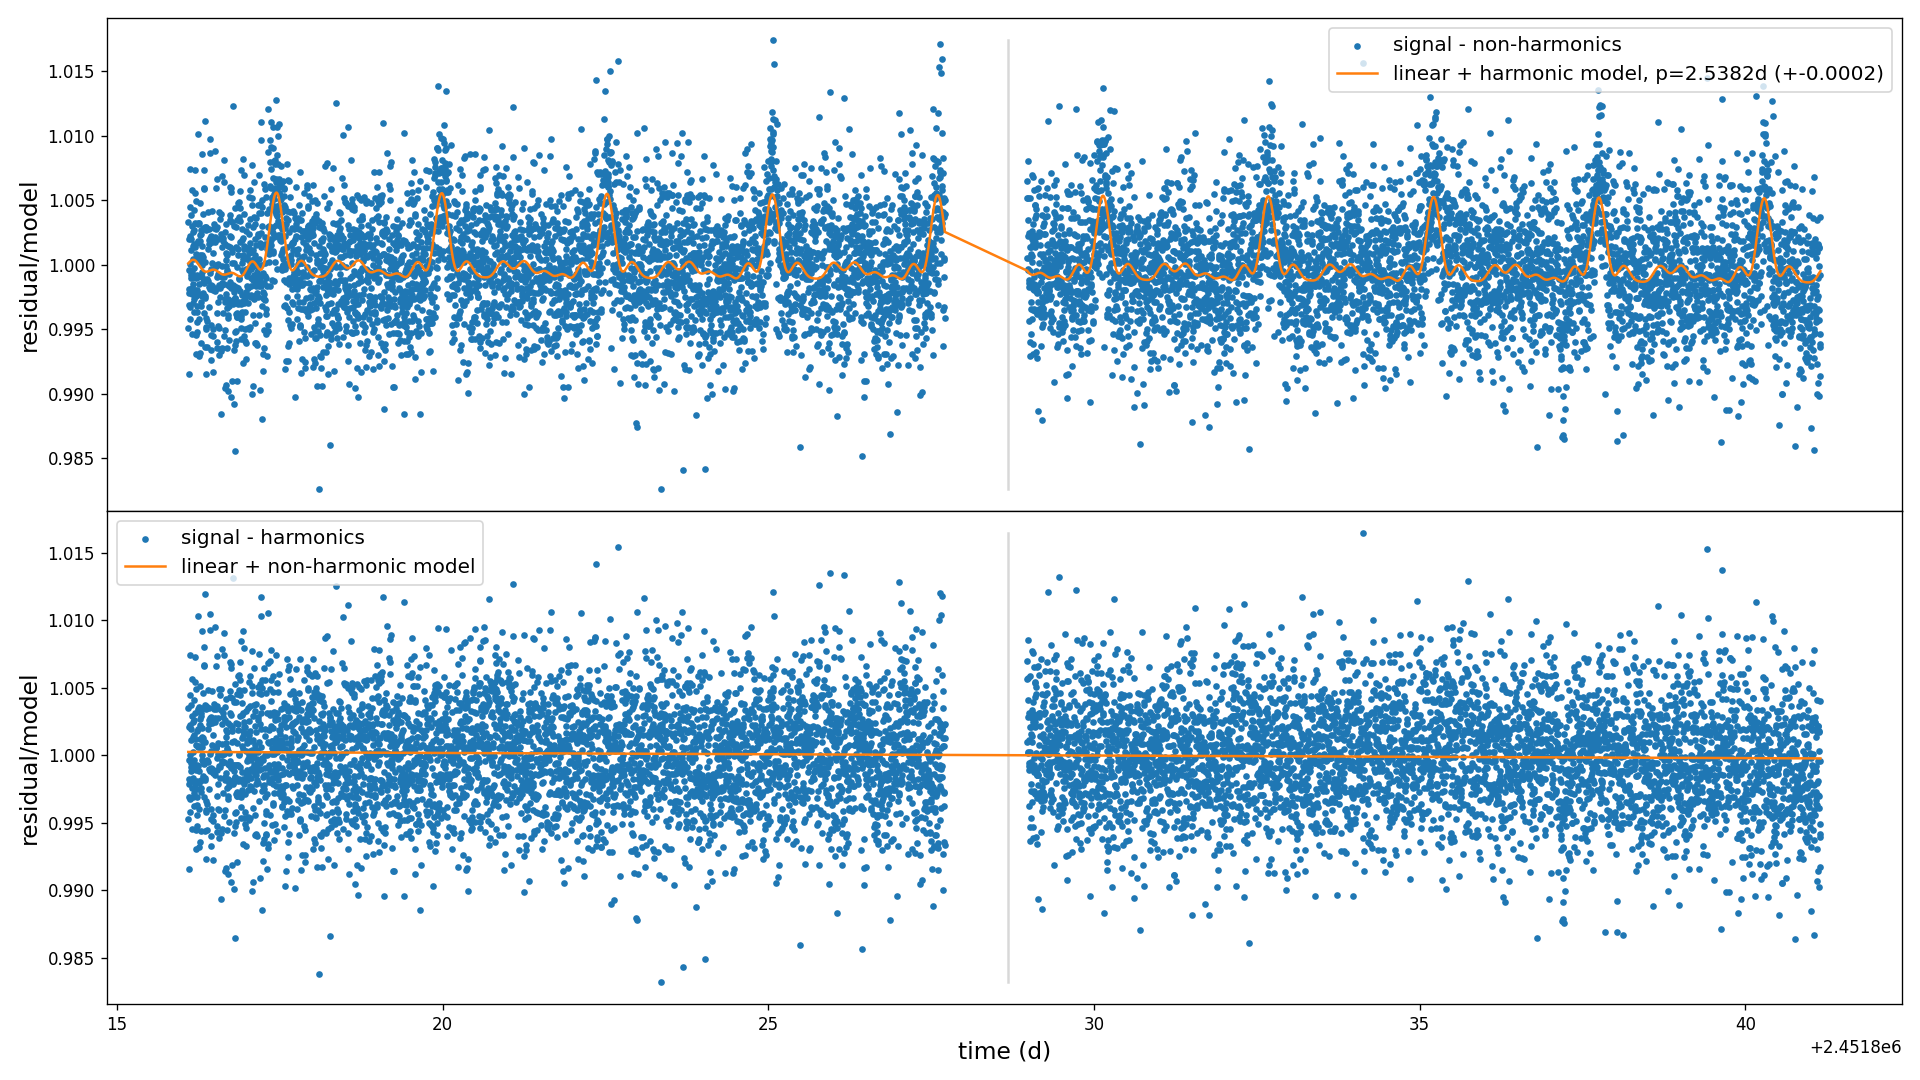 residual/model
1.015
1.010
1.005
1.000
0.995
0.990
0.985
signal - non-harmonics
linear + harmonic model, p=2.5382d (+-0.0002)
residual/model
1.015
1.010
1.005
1.000
0.995
0.990
0.985
signal - harmonics
linear + non-harmonic model
15 20 25 30 35 40
time (d)
+2.4518e6